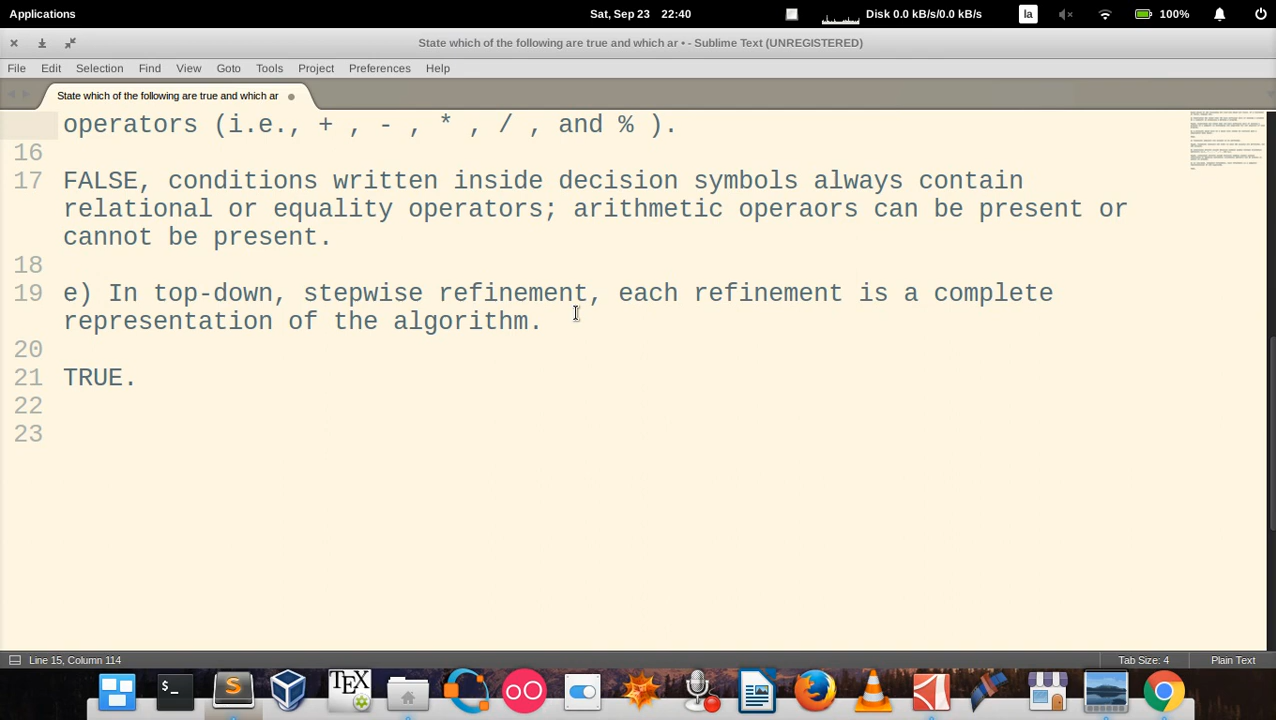 Applications
Sat, Sep 23 22:40
Disk 0.0 kB/s/0.0 kB/s
la
100%
State which of the following are true and which ar • - Sublime Text (UNREGISTERED)
File Edit Selection Find View Goto Tools Project Preferences Help
State which of the following are true and which ar
operators (i.e., + , - , * , / , and % ).
16
17 FALSE, conditions written inside decision symbols always contain
relational or equality operators; arithmetic operaors can be present or
cannot be present.
18
19 e) In top-down, stepwise refinement, each refinement is a complete
representation of the algorithm.
20
21 TRUE.
22
23
Line 15, Column 114
Tab Size: 4
Plain Text
>_
S
TEX